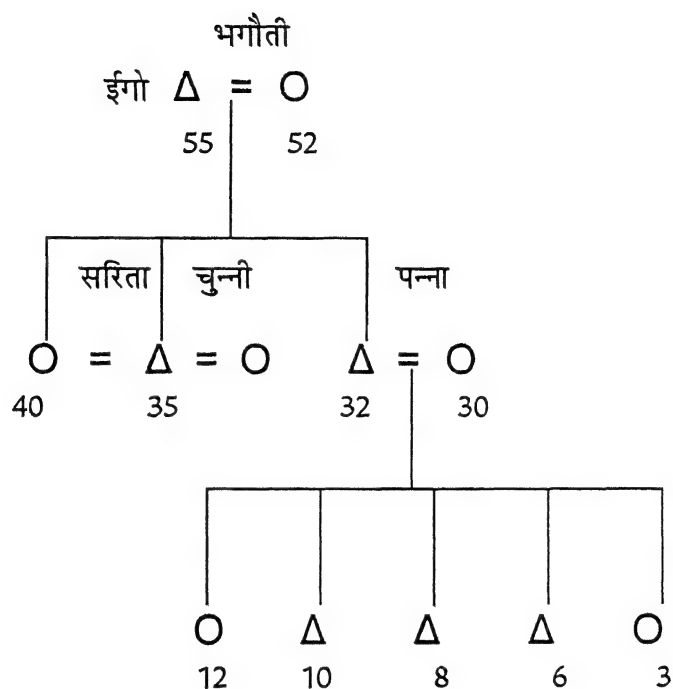 भगौती
ईगो Δ = O
55 52
सरिता चुन्नी पन्ना
O = Δ = O Δ = O
40 35 32 30
O Δ Δ Δ O
12 10 8 6 3